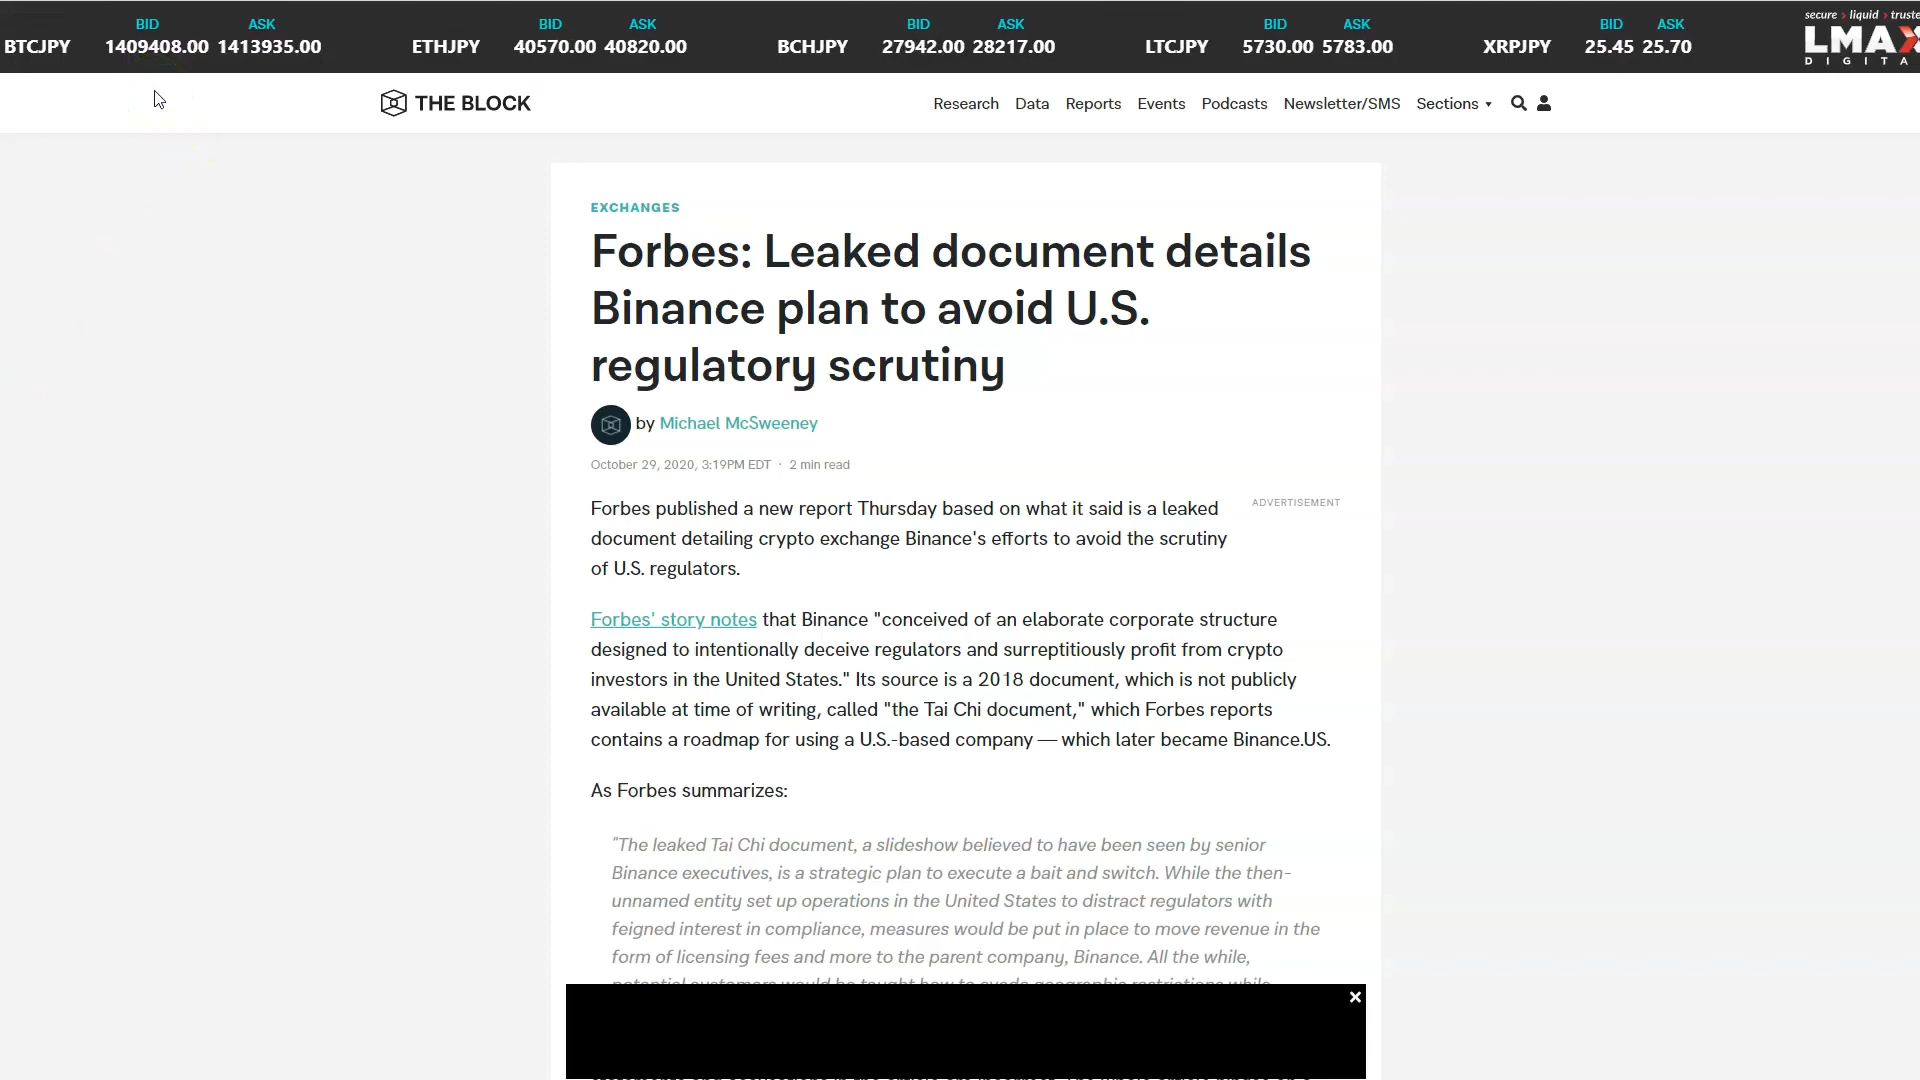 BID ASK BID ASK BID ASK BID ASK BID ASK
BTCJPY 1409408.00 1413935.00 ETHJPY 40570.00 40820.00 BCHJPY 27942.00 28217.00 LTCJPY 5730.00 5783.00 XRPJPY 25.45 25.70
secure › liquid › truste
LMAX
DIGITA
THE BLOCK
Research Data Reports Events Podcasts Newsletter/SMS Sections
EXCHANGES
Forbes: Leaked document details
Binance plan to avoid U.S.
regulatory scrutiny
by Michael McSweeney
October 29, 2020, 3:19PM EDT · 2 min read
ADVERTISEMENT
Forbes published a new report Thursday based on what it said is a leaked
document detailing crypto exchange Binance's efforts to avoid the scrutiny
of U.S. regulators.
Forbes' story notes that Binance "conceived of an elaborate corporate structure
designed to intentionally deceive regulators and surreptitiously profit from crypto
investors in the United States." Its source is a 2018 document, which is not publicly
available at time of writing, called "the Tai Chi document," which Forbes reports
contains a roadmap for using a U.S.-based company — which later became Binance.US.
As Forbes summarizes:
"The leaked Tai Chi document, a slideshow believed to have been seen by senior
Binance executives, is a strategic plan to execute a bait and switch. While the then-
unnamed entity set up operations in the United States to distract regulators with
feigned interest in compliance, measures would be put in place to move revenue in the
form of licensing fees and more to the parent company, Binance. All the while,
potential customers would be taught how to evade geographic restrictions while